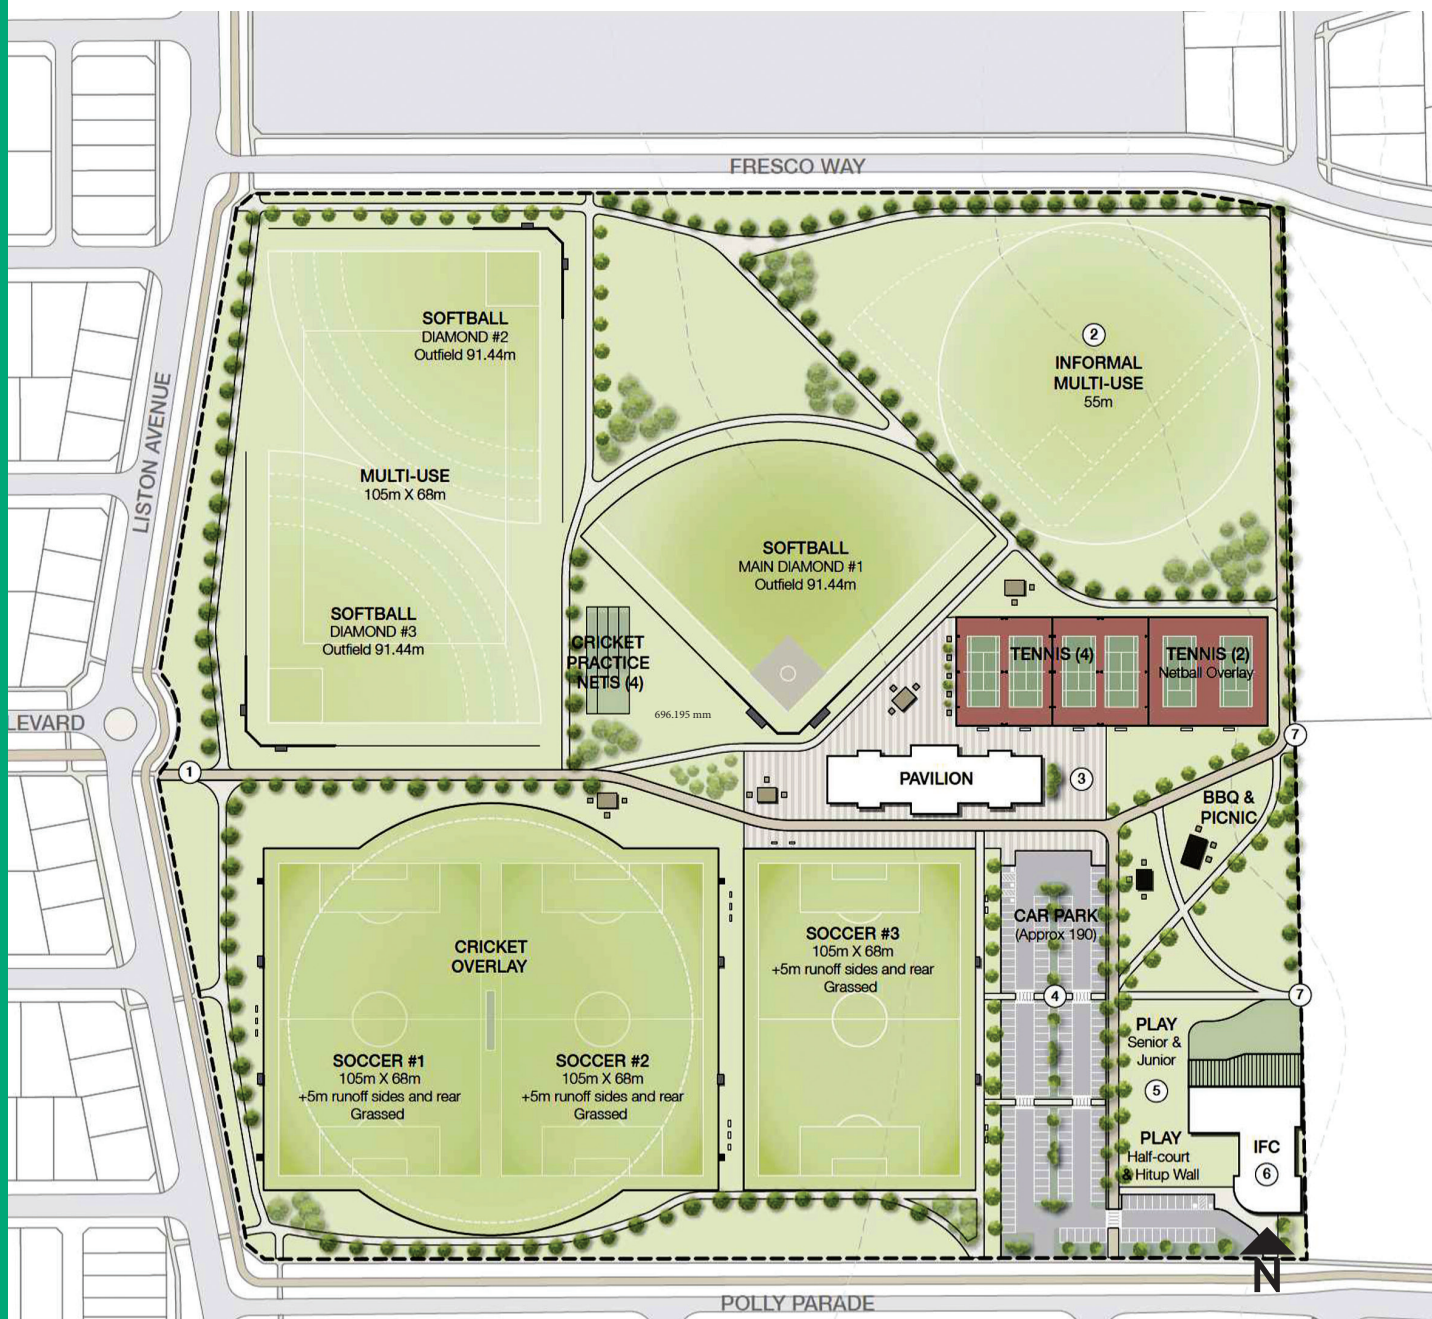 FRESCO WAY
LISTON AVENUE
LEVARD
SOFTBALL
DIAMOND #2
Outfield 91.44m
2
INFORMAL
MULTI-USE
55m
MULTI-USE
105m X 68m
SOFTBALL
MAIN DIAMOND #1
Outfield 91.44m
SOFTBALL
DIAMOND #3
Outfield 91.44m
CRICKET
PRACTICE
NETS (4)
696.195 mm
TENNIS (4)
TENNIS (2)
Netball Overlay
7
1
PAVILION
3
BBQ &
PICNIC
CRICKET
OVERLAY
SOCCER #1
105m X 68m
+5m runoff sides and rear
Grassed
SOCCER #2
105m X 68m
+5m runoff sides and rear
Grassed
SOCCER #3
105m X 68m
+5m runoff sides and rear
Grassed
CAR PARK
(Approx 190)
4
7
PLAY
Senior &
Junior
5
PLAY
Half-court
& Hitup Wall
IFC
6
N
POLLY PARADE